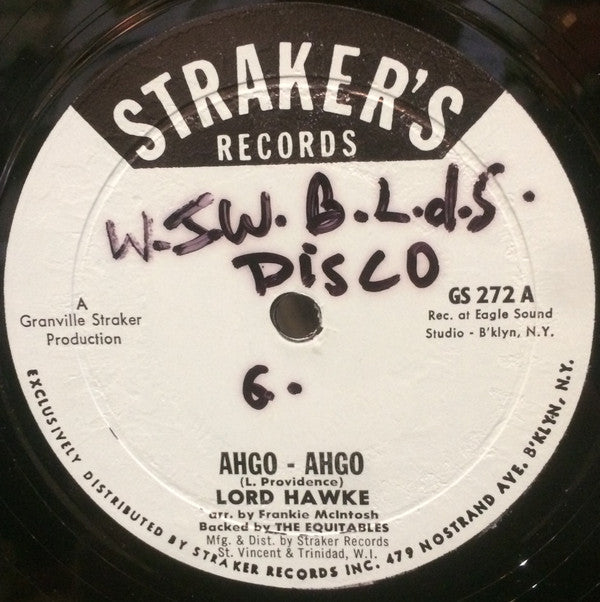 STRAKER'S
RECORDS
W.J.W. B.L.d.S.
DISCO
A
Granville Straker
Production
GS 272 A
Rec. at Eagle Sound
Studio - B'klyn, N.Y.
6.
AHGO - AHGO
(L. Providence)
LORD HAWKE
arr. by Frankie McIntosh
Backed by THE EQUITABLES
Mfg. & Dist. by Straker Records
St. Vincent & Trinidad, W.I.
EXCLUSIVELY DISTRIBUTED BY STRAKER RECORDS INC. 479 NOSTRAND AVE. B'KLYN, N.Y.